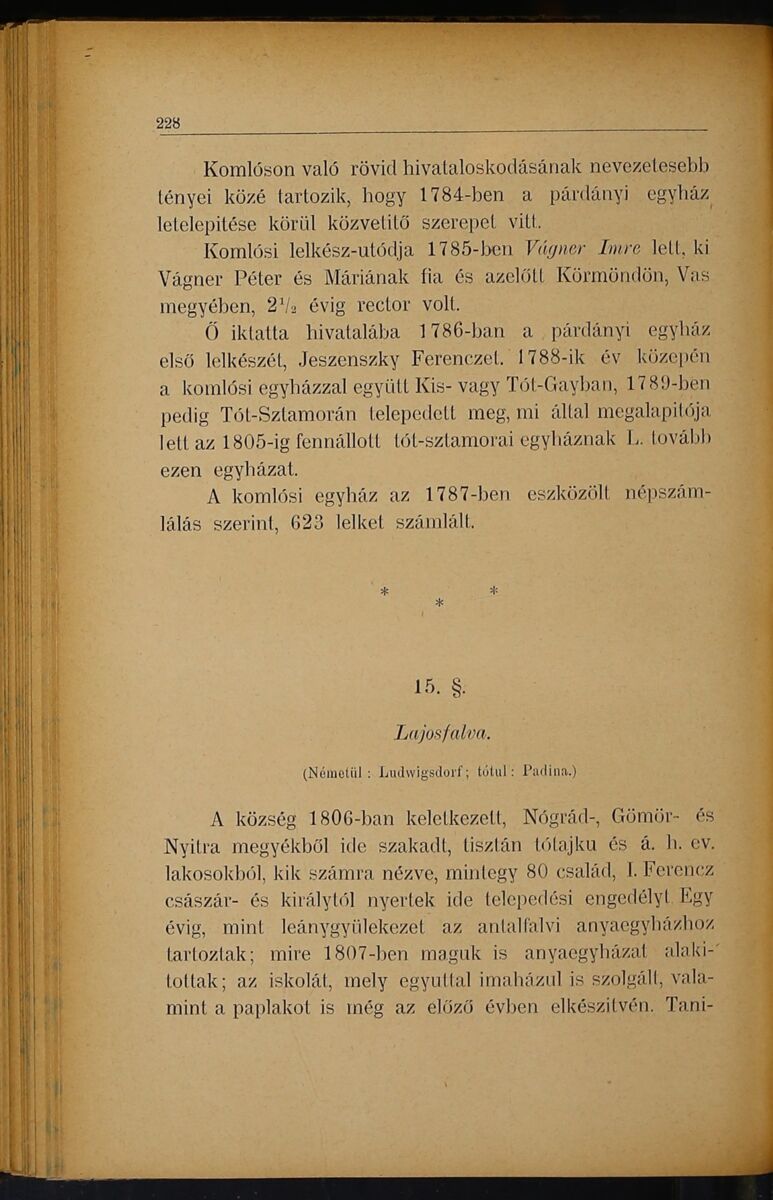 228
Komlóson való rövid hivataloskodásának nevezetesebb
tényei közé tartozik, hogy 1784-ben a párdányi egyház
letelepitése körül közvetitő szerepet vitt.
Komlósi lelkész-utódja 1785-ben Vágner Imre lett, ki
Vágner Péter és Máriának fia és azelőtt Körmöndön, Vas
megyében, 2½ évig rector volt.
Ő iktatta hivatalába 1786-ban a párdányi egyház
első lelkészét, Jeszenszky Ferenczet. 1788-ik év közepén
a komlósi egyházzal együtt Kis- vagy Tót-Gayban, 1789-ben
pedig Tót-Sztamorán telepedett meg, mi által megalapitója
lett az 1805-ig fennállott tót-sztamorai egyháznak L. tovább
ezen egyházat.
A komlósi egyház az 1787-ben eszközölt népszám-
lálás szerint, 623 lelket számlált.
* * *
15. §.
Lajosfalva.
(Németül : Ludwigsdorf ; tótul : Padina.)
A község 1806-ban keletkezett, Nógrád-, Gömör- és
Nyitra megyékből ide szakadt, tisztán tótajku és á. h. ev.
lakosokból, kik számra nézve, mintegy 80 család, I. Ferencz
császár- és királytól nyertek ide telepedési engedélyt. Egy
évig, mint leánygyülekezet az antalfalvi anyaegyházhoz
tartoztak; mire 1807-ben maguk is anyaegyházat alaki-
tottak; az iskolát, mely egyuttal imaházul is szolgált, vala-
mint a paplakot is még az előző évben elkészitvén. Tani-